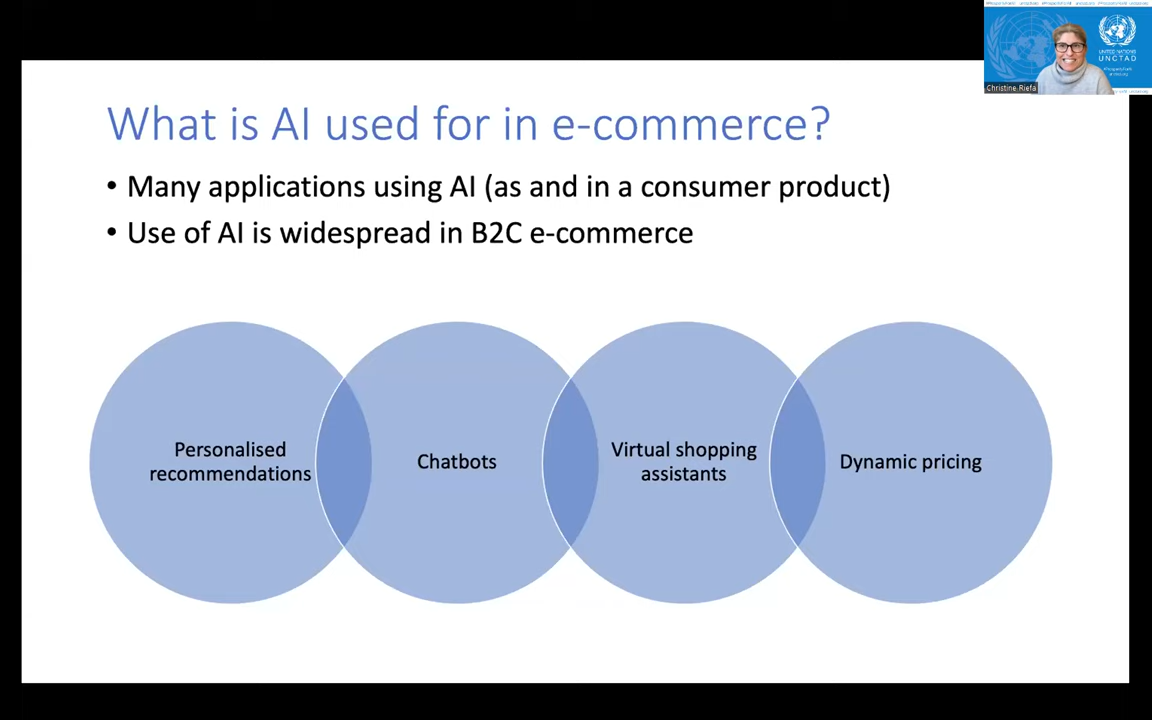 UNITED NATIONS
UNCTAD
Christine Riefa
What is AI used for in e-commerce?
• Many applications using AI (as and in a consumer product)
• Use of AI is widespread in B2C e-commerce
Personalised
recommendations
Chatbots
Virtual shopping
assistants
Dynamic pricing